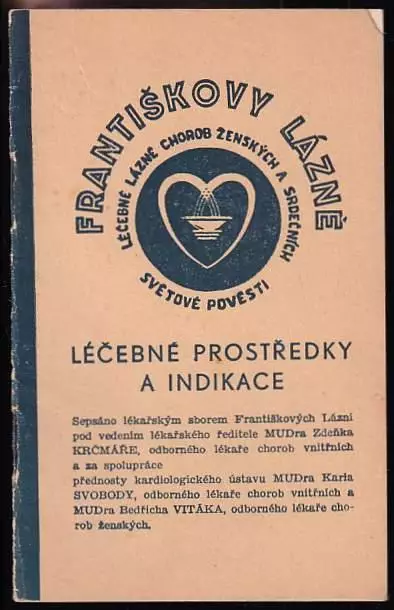 FRANTIŠKOVY LÁZNĚ
LÉČEBNÉ LÁZNĚ CHOROB ŽENSKÝCH A SRDEČNÍCH
SVĚTOVÉ POVĚSTI
LÉČEBNÉ PROSTŘEDKY
A INDIKACE
Sepsáno lékařským sborem Františkových Lázní
pod vedením lékařského ředitele MUDra Zdeňka
KRČMÁŘE, odborného lékaře chorob vnitřních
a za spolupráce
přednosty kardiologického ústavu MUDra Karla
SVOBODY, odborného lékaře chorob vnitřních a
MUDra Bedřicha VITÁKA, odborného lékaře cho-
rob ženských.